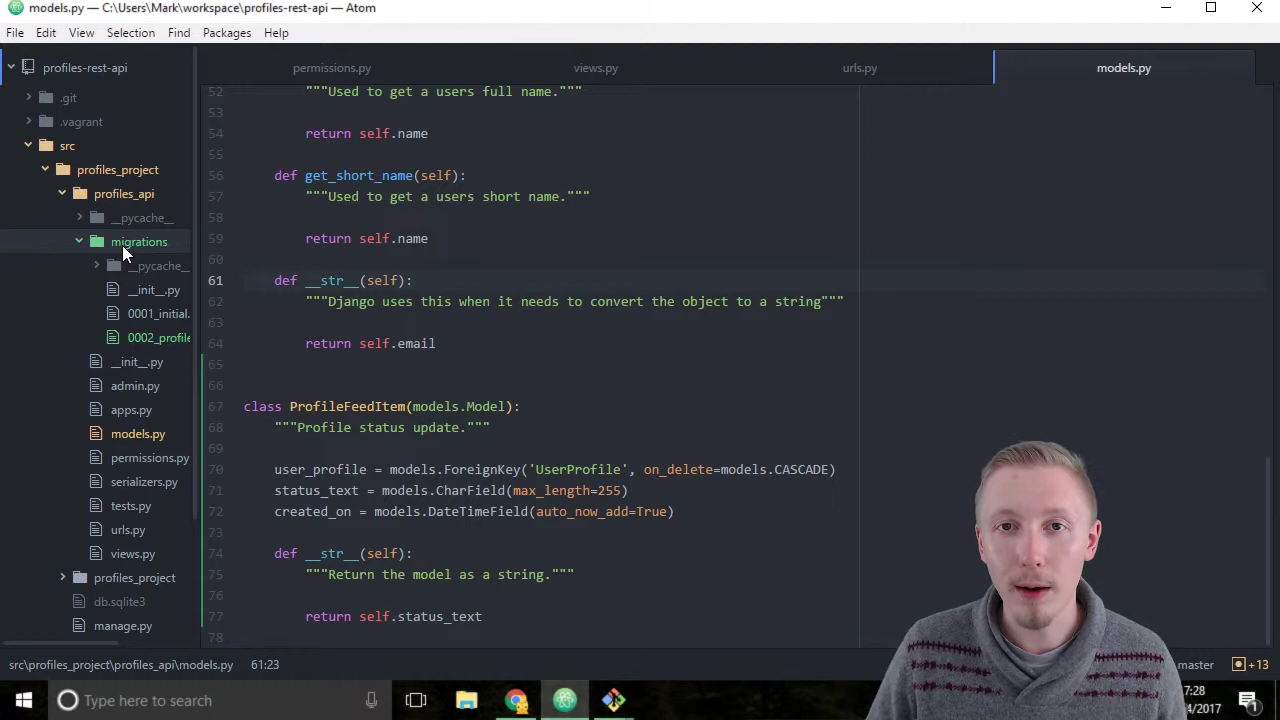 models.py — C:\Users\Mark\workspace\profiles-rest-api — Atom
File Edit View Selection Find Packages Help
profiles-rest-api
permissions.py views.py urls.py models.py
.git
.vagrant
src
profiles_project
profiles_api
__pycache__
migrations
__pycache__
__init__.py
0001_initial.
0002_profile
__init__.py
admin.py
apps.py
models.py
permissions.py
serializers.py
tests.py
urls.py
views.py
profiles_project
db.sqlite3
manage.py
52 """Used to get a users full name."""
53
54 return self.name
55
56 def get_short_name(self):
57 """Used to get a users short name."""
58
59 return self.name
60
61 def __str__(self):
62 """Django uses this when it needs to convert the object to a string"""
63
64 return self.email
65
66
67 class ProfileFeedItem(models.Model):
68 """Profile status update."""
69
70 user_profile = models.ForeignKey('UserProfile', on_delete=models.CASCADE)
71 status_text = models.CharField(max_length=255)
72 created_on = models.DateTimeField(auto_now_add=True)
73
74 def __str__(self):
75 """Return the model as a string."""
76
77 return self.status_text
78
src\profiles_project\profiles_api\models.py 61:23 master +13
Type here to search
7:28
4/2017
1